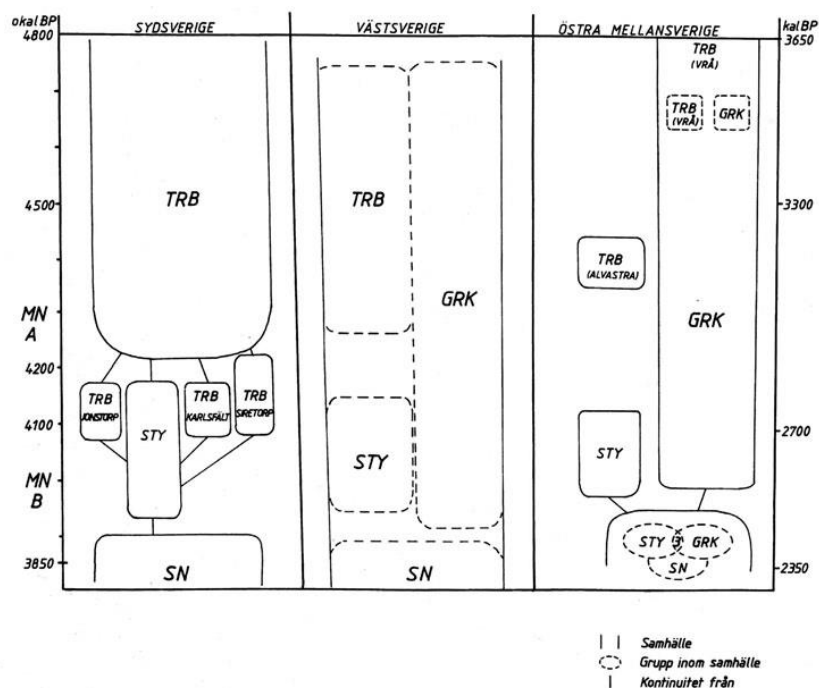 okal BP
SYDSVERIGE
VÄSTSVERIGE
ÖSTRA MELLANSVERIGE
kal BP
4800
3650
TRB
(VRÅ)
TRB
(VRÅ)
GRK
4500
TRB
TRB
3300
TRB
(ALVASTRA)
GRK
GRK
MN
A
4200
TRB
JONSTORP
STY
TRB
KARLSFÄLT
TRB
SIRETORP
4100
2700
STY
STY
MN
B
STY
3
GRK
SN
3850
SN
SN
2350
Samhälle
Grupp inom samhälle
Kontinuitet från